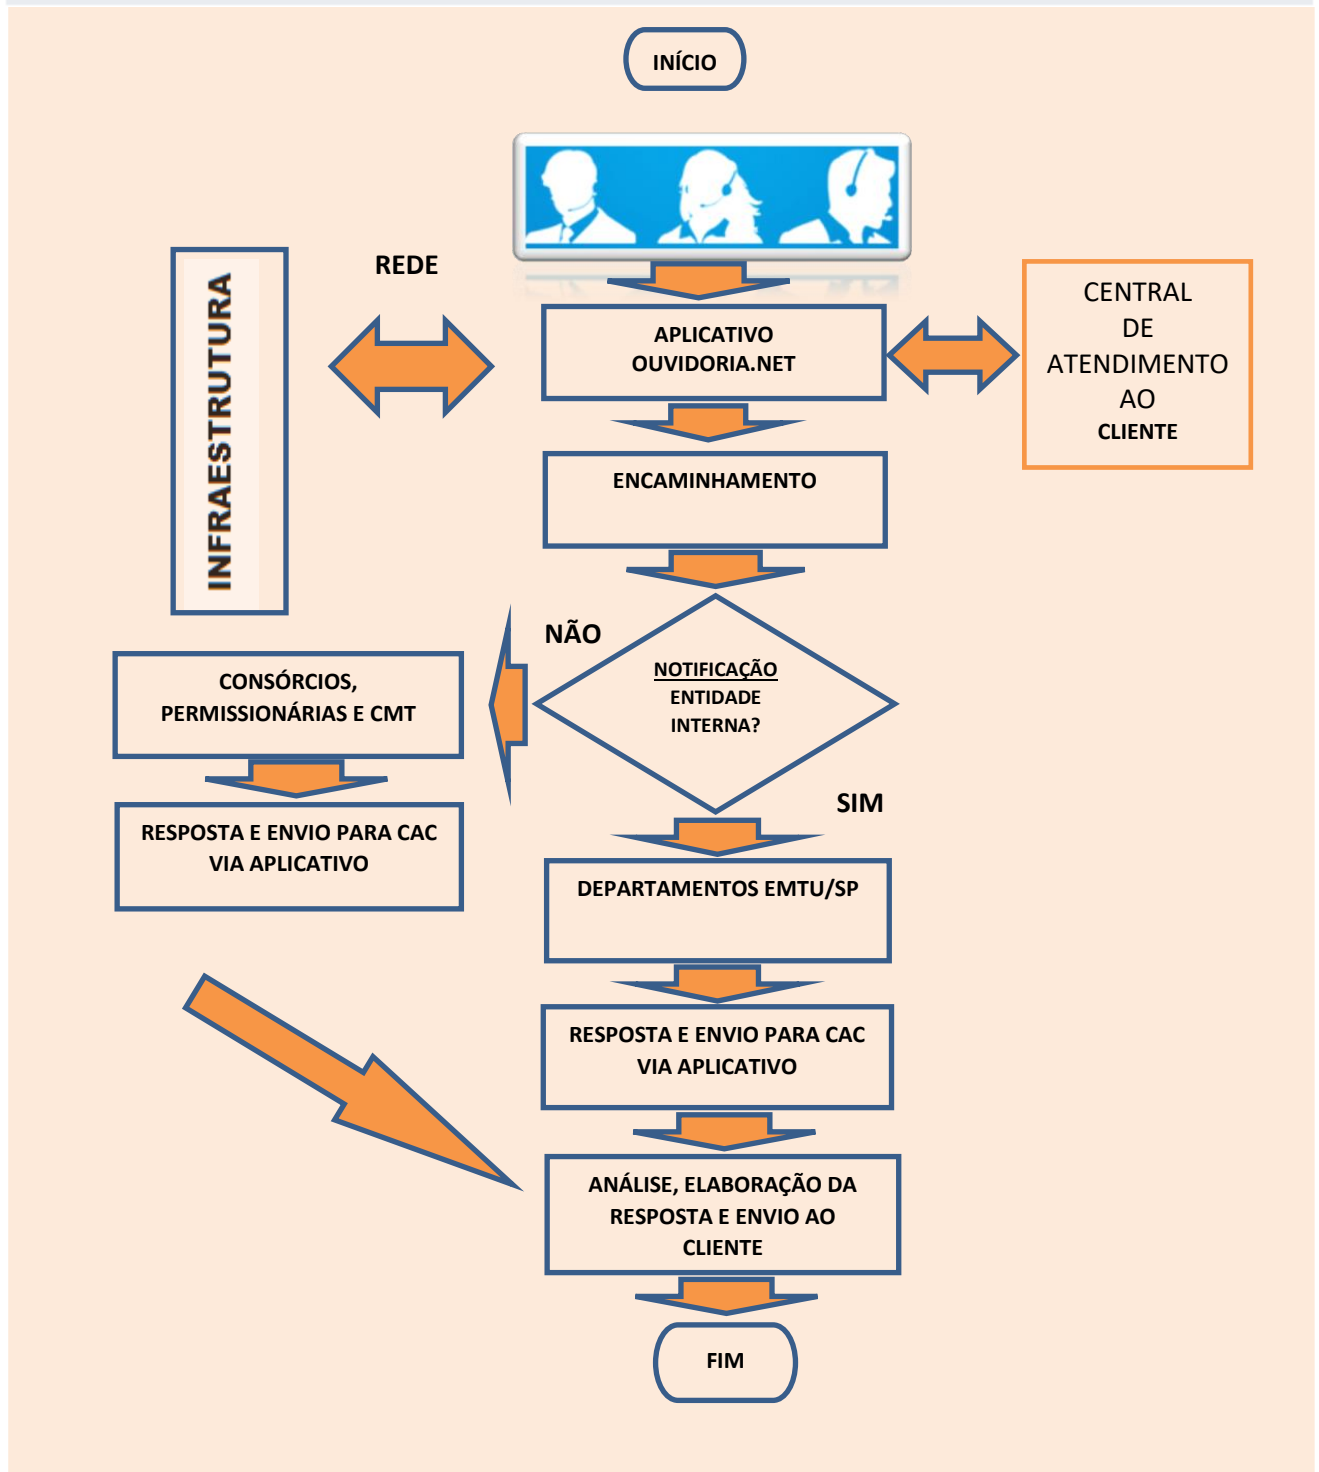 INÍCIO
REDE
INFRAESTRUTURA
APLICATIVO
OUVIDORIA.NET
CENTRAL
DE
ATENDIMENTO
AO
CLIENTE
ENCAMINHAMENTO
NÃO
NOTIFICAÇÃO
ENTIDADE
INTERNA?
CONSÓRCIOS,
PERMISSIONÁRIAS E CMT
SIM
RESPOSTA E ENVIO PARA CAC
VIA APLICATIVO
DEPARTAMENTOS EMTU/SP
RESPOSTA E ENVIO PARA CAC
VIA APLICATIVO
ANÁLISE, ELABORAÇÃO DA
RESPOSTA E ENVIO AO
CLIENTE
FIM